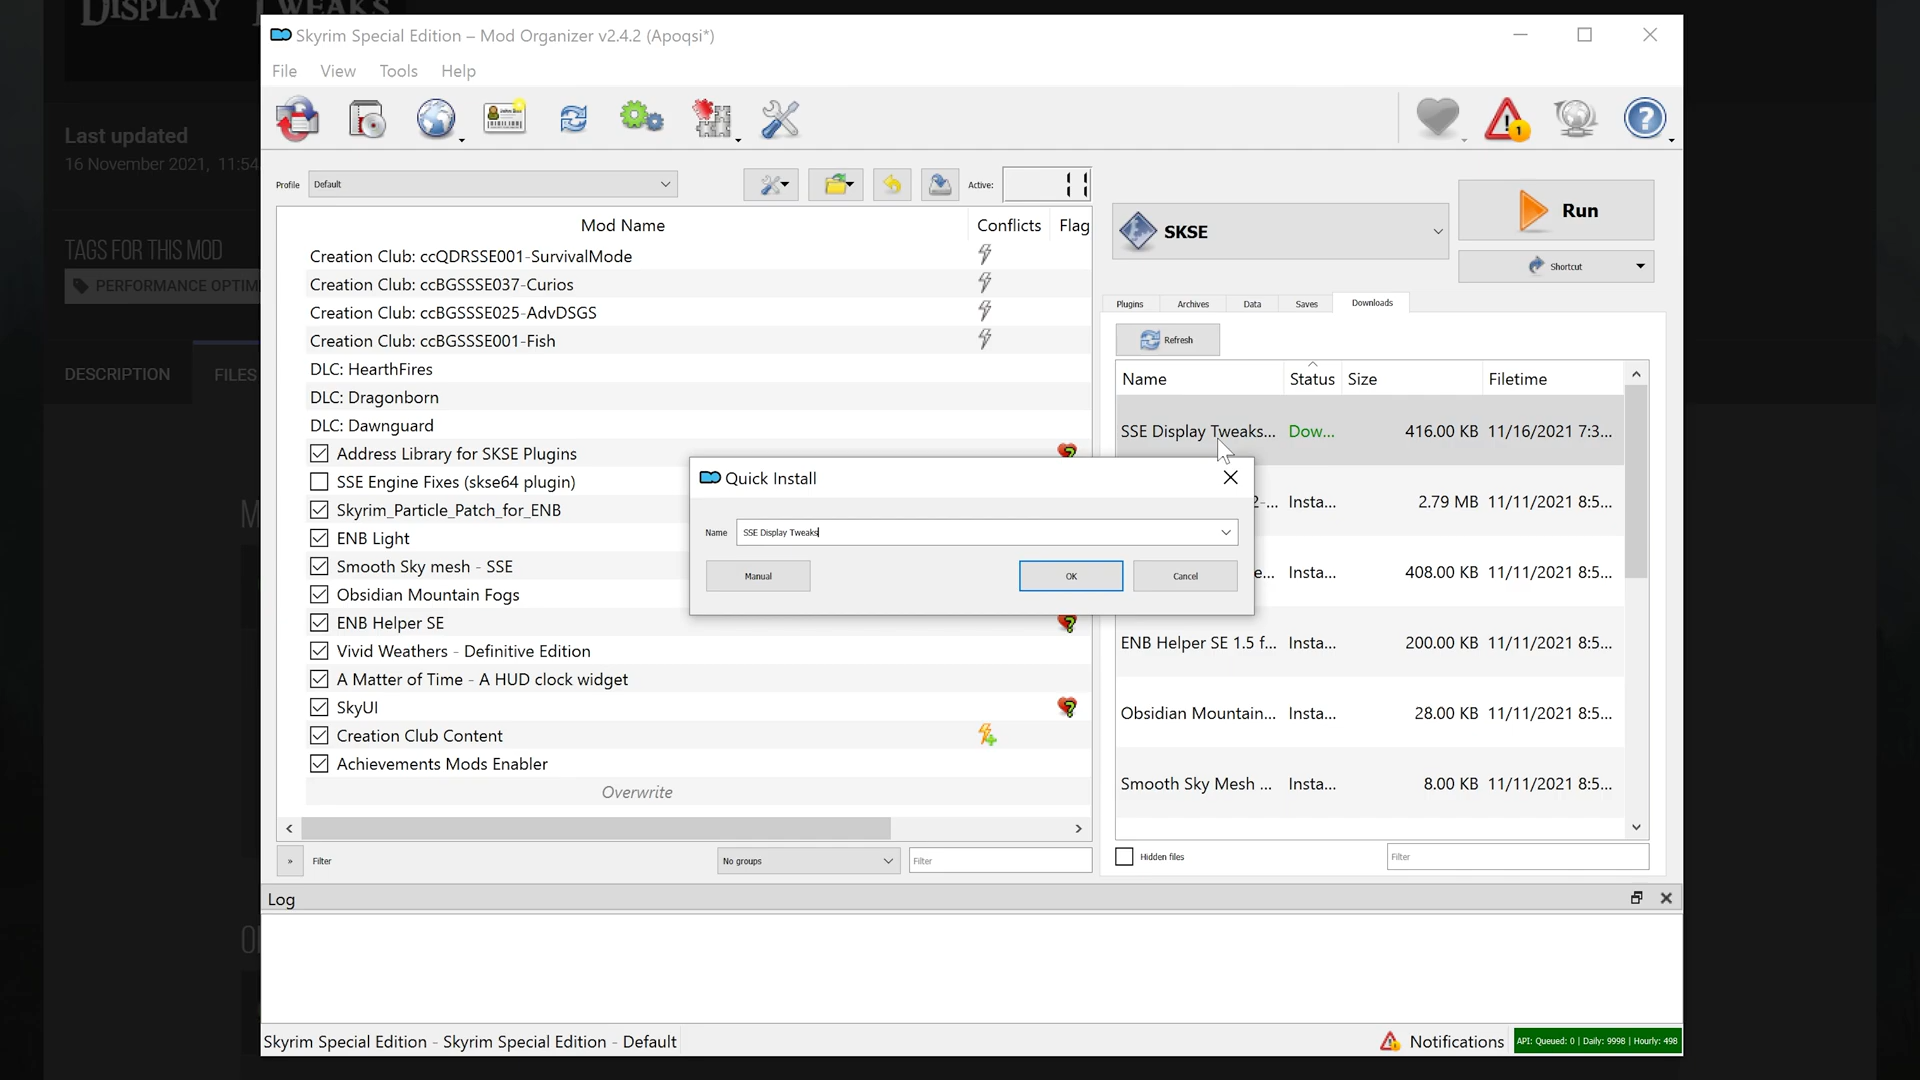 DISPLAY TWEAKS
Skyrim Special Edition – Mod Organizer v2.4.2 (Apoqsi*)
File View Tools Help
Last updated
16 November 2021, 11:54
1
Profile Default
Active: 11
Mod Name Conflicts Flag
Creation Club: ccQDRSSE001-SurvivalMode
Creation Club: ccBGSSSE037-Curios
Creation Club: ccBGSSSE025-AdvDSGS
Creation Club: ccBGSSSE001-Fish
DLC: HearthFires
DLC: Dragonborn
DLC: Dawnguard
Address Library for SKSE Plugins
SSE Engine Fixes (skse64 plugin)
Skyrim_Particle_Patch_for_ENB
ENB Light
Smooth Sky mesh - SSE
Obsidian Mountain Fogs
ENB Helper SE
Vivid Weathers - Definitive Edition
A Matter of Time - A HUD clock widget
SkyUI
Creation Club Content
Achievements Mods Enabler
Overwrite
» Filter
No groups
Filter
TAGS FOR THIS MOD
PERFORMANCE OPTIM
DESCRIPTION FILES
SKSE
Run
Shortcut
Plugins Archives Data Saves Downloads
Refresh
Name Status Size Filetime
SSE Display Tweaks... Dow... 416.00 KB 11/16/2021 7:3...
2-... Insta... 2.79 MB 11/11/2021 8:5...
e... Insta... 408.00 KB 11/11/2021 8:5...
ENB Helper SE 1.5 f... Insta... 200.00 KB 11/11/2021 8:5...
Obsidian Mountain... Insta... 28.00 KB 11/11/2021 8:5...
Smooth Sky Mesh ... Insta... 8.00 KB 11/11/2021 8:5...
Hidden files
Filter
Quick Install
Name SSE Display Tweaks
Manual OK Cancel
Log
Skyrim Special Edition - Skyrim Special Edition - Default
Notifications
API: Queued: 0 | Daily: 9998 | Hourly: 498